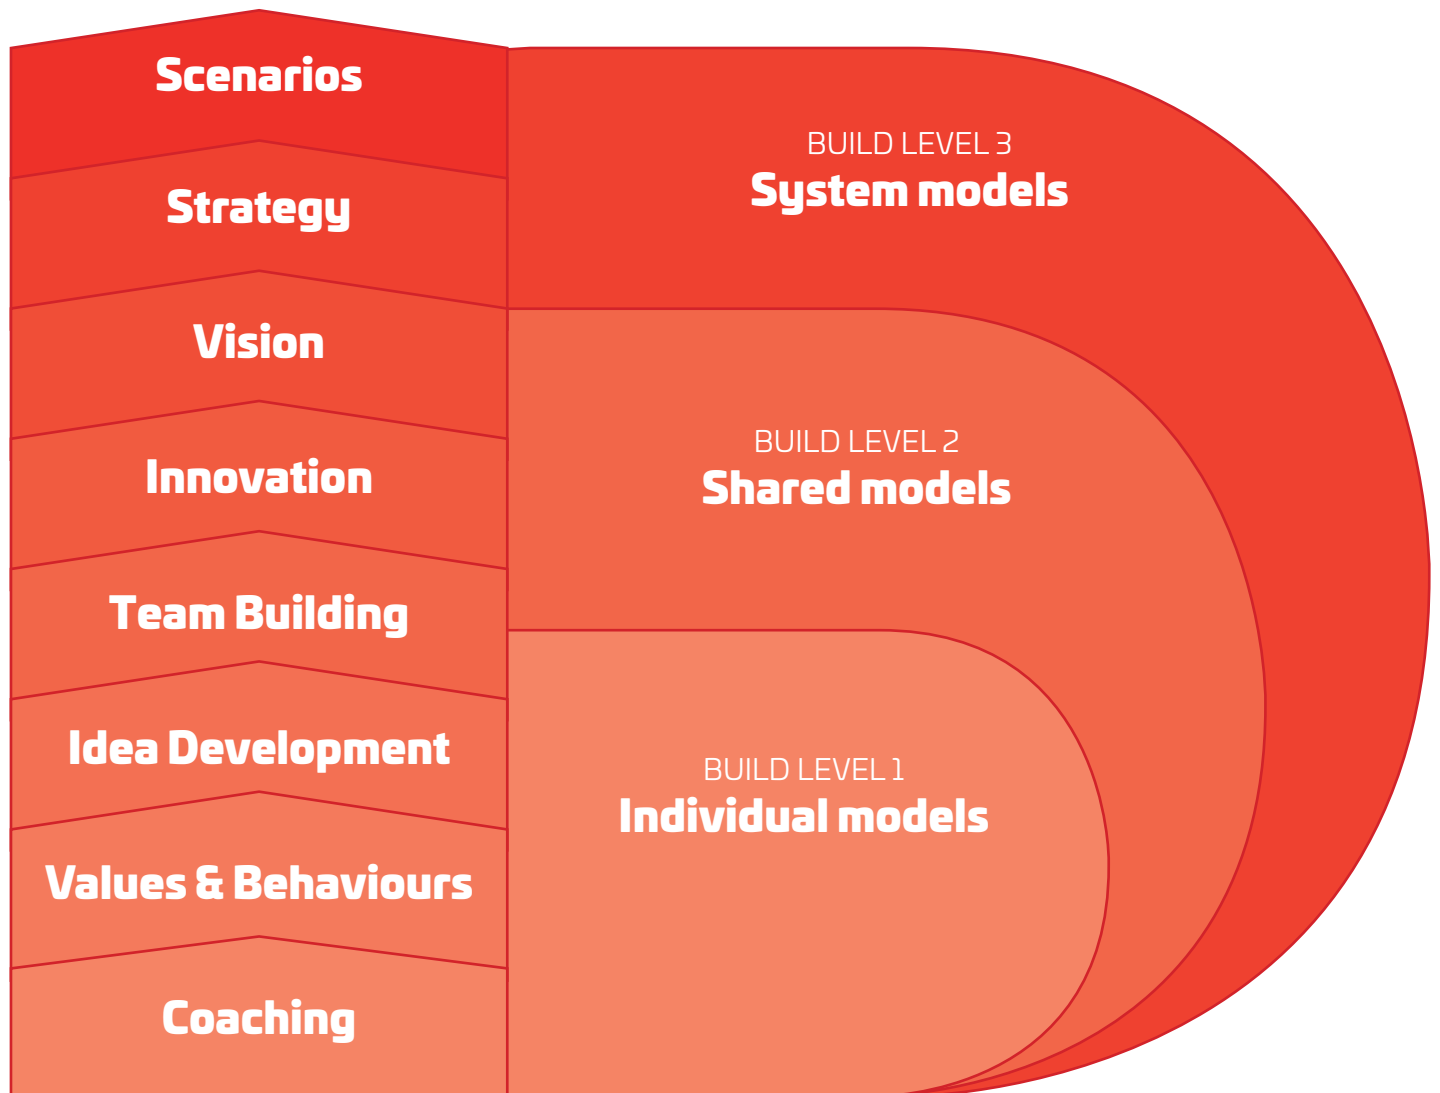 Scenarios
Strategy
Vision
Innovation
Team Building
Idea Development
Values & Behaviours
Coaching
BUILD LEVEL 3
System models
BUILD LEVEL 2
Shared models
BUILD LEVEL 1
Individual models